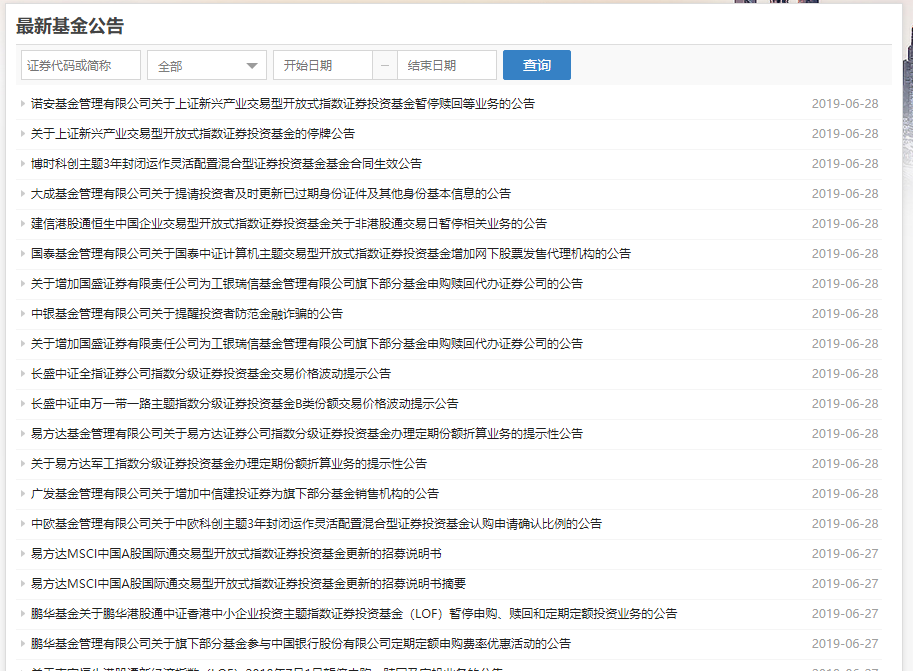 最新基金公告
证券代码或简称 全部 开始日期 — 结束日期 查询
诺安基金管理有限公司关于上证新兴产业交易型开放式指数证券投资基金暂停赎回等业务的公告 2019-06-28
关于上证新兴产业交易型开放式指数证券投资基金的停牌公告 2019-06-28
博时科创主题3年封闭运作灵活配置混合型证券投资基金基金合同生效公告 2019-06-28
大成基金管理有限公司关于提请投资者及时更新已过期身份证件及其他身份基本信息的公告 2019-06-28
建信港股通恒生中国企业交易型开放式指数证券投资基金关于非港股通交易日暂停相关业务的公告 2019-06-28
国泰基金管理有限公司关于国泰中证计算机主题交易型开放式指数证券投资基金增加网下股票发售代理机构的公告 2019-06-28
关于增加国盛证券有限责任公司为工银瑞信基金管理有限公司旗下部分基金申购赎回代办证券公司的公告 2019-06-28
中银基金管理有限公司关于提醒投资者防范金融诈骗的公告 2019-06-28
关于增加国盛证券有限责任公司为工银瑞信基金管理有限公司旗下部分基金申购赎回代办证券公司的公告 2019-06-28
长盛中证全指证券公司指数分级证券投资基金交易价格波动提示公告 2019-06-28
长盛中证申万一带一路主题指数分级证券投资基金B类份额交易价格波动提示公告 2019-06-28
易方达基金管理有限公司关于易方达证券公司指数分级证券投资基金办理定期份额折算业务的提示性公告 2019-06-28
关于易方达军工指数分级证券投资基金办理定期份额折算业务的提示性公告 2019-06-28
广发基金管理有限公司关于增加中信建投证券为旗下部分基金销售机构的公告 2019-06-28
中欧基金管理有限公司关于中欧科创主题3年封闭运作灵活配置混合型证券投资基金认购申请确认比例的公告 2019-06-28
易方达MSCI中国A股国际通交易型开放式指数证券投资基金更新的招募说明书 2019-06-27
易方达MSCI中国A股国际通交易型开放式指数证券投资基金更新的招募说明书摘要 2019-06-27
鹏华基金关于鹏华港股通中证香港中小企业投资主题指数证券投资基金（LOF）暂停申购、赎回和定期定额投资业务的公告 2019-06-27
鹏华基金管理有限公司关于旗下部分基金参与中国银行股份有限公司定期定额申购费率优惠活动的公告 2019-06-27